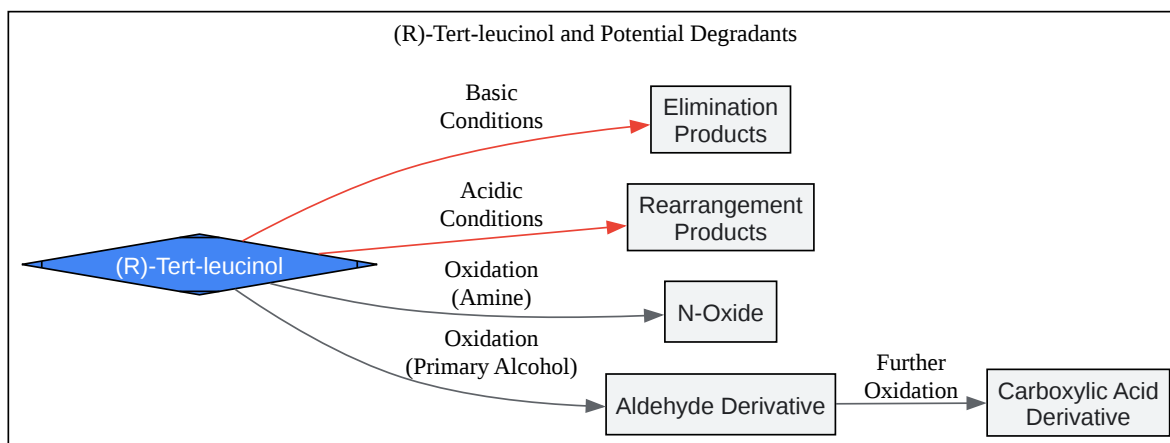 (R)-Tert-leucinol and Potential Degradants
Basic
Conditions
Elimination
Products
Acidic
Conditions
Rearrangement
Products
(R)-Tert-leucinol
Oxidation
(Amine)
N-Oxide
Oxidation
(Primary Alcohol)
Aldehyde Derivative
Further
Oxidation
Carboxylic Acid
Derivative